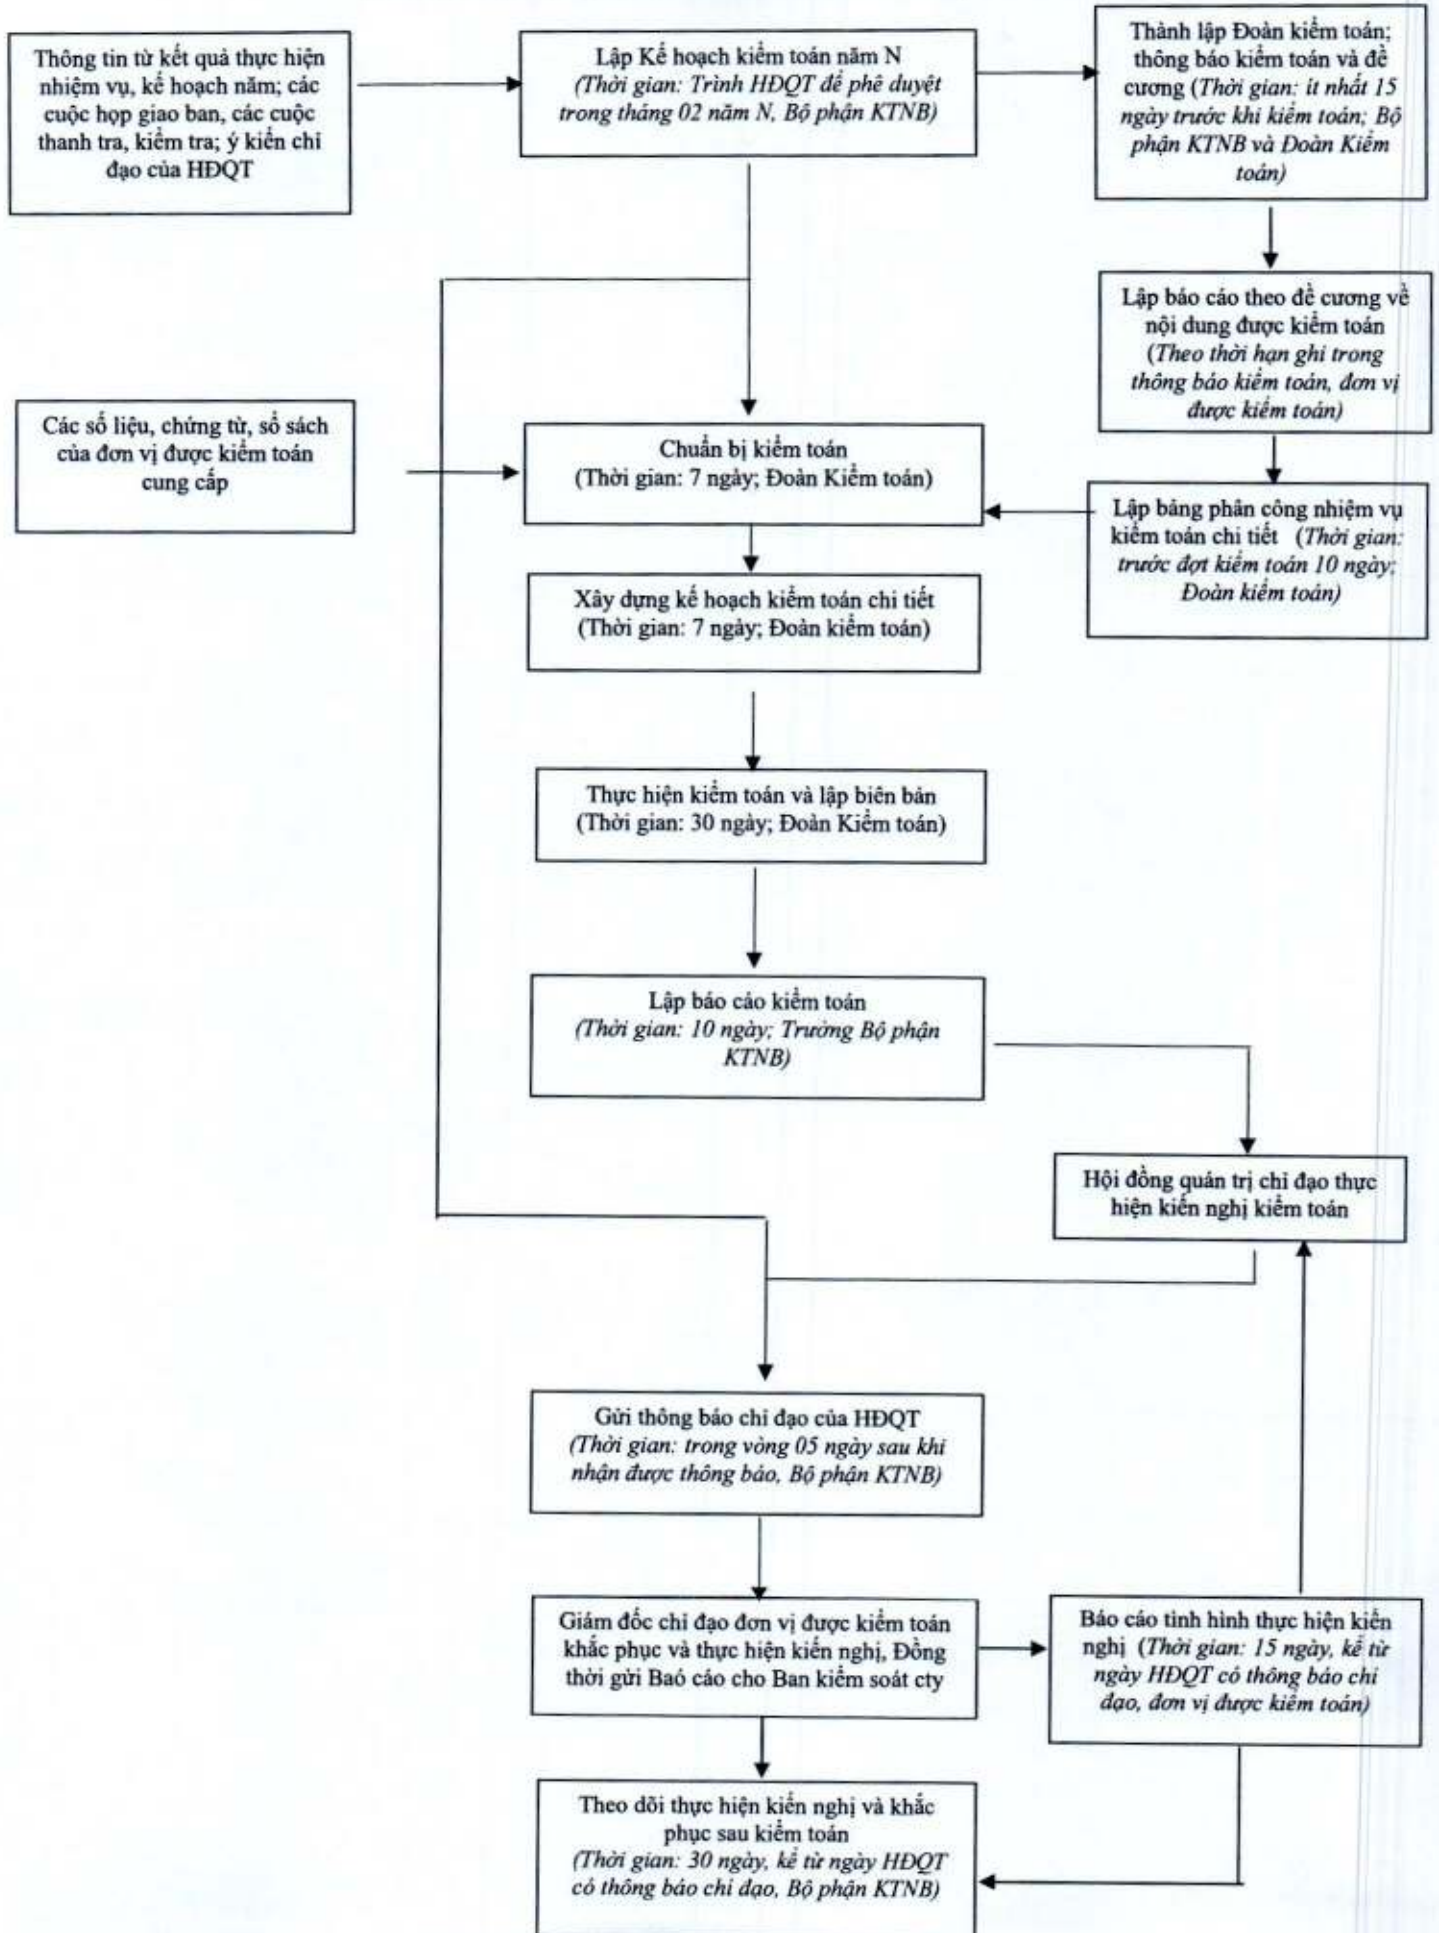 Thông tin từ kết quả thực hiện
nhiệm vụ, kế hoạch năm; các
cuộc họp giao ban, các cuộc
thanh tra, kiểm tra; ý kiến chỉ
đạo của HĐQT
Lập Kế hoạch kiểm toán năm N
(Thời gian: Trình HĐQT để phê duyệt
trong tháng 02 năm N, Bộ phận KTNB)
Thành lập Đoàn kiểm toán;
thông báo kiểm toán và đề
cương (Thời gian: ít nhất 15
ngày trước khi kiểm toán; Bộ
phận KTNB và Đoàn Kiểm
toán)
Lập báo cáo theo đề cương về
nội dung được kiểm toán
(Theo thời hạn ghi trong
thông báo kiểm toán, đơn vị
được kiểm toán)
Các số liệu, chứng từ, sổ sách
của đơn vị được kiểm toán
cung cấp
Chuẩn bị kiểm toán
(Thời gian: 7 ngày; Đoàn Kiểm toán)
Lập bảng phân công nhiệm vụ
kiểm toán chi tiết (Thời gian:
trước đợt kiểm toán 10 ngày;
Đoàn kiểm toán)
Xây dựng kế hoạch kiểm toán chi tiết
(Thời gian: 7 ngày; Đoàn kiểm toán)
Thực hiện kiểm toán và lập biên bản
(Thời gian: 30 ngày; Đoàn Kiểm toán)
Lập báo cáo kiểm toán
(Thời gian: 10 ngày; Trưởng Bộ phận
KTNB)
Hội đồng quản trị chỉ đạo thực
hiện kiến nghị kiểm toán
Gửi thông báo chỉ đạo của HĐQT
(Thời gian: trong vòng 05 ngày sau khi
nhận được thông báo, Bộ phận KTNB)
Giám đốc chỉ đạo đơn vị được kiểm toán
khắc phục và thực hiện kiến nghị, Đồng
thời gửi Baó cáo cho Ban kiểm soát cty
Báo cáo tình hình thực hiện kiến
nghị (Thời gian: 15 ngày, kể từ
ngày HĐQT có thông báo chỉ
đạo, đơn vị được kiểm toán)
Theo dõi thực hiện kiến nghị và khắc
phục sau kiểm toán
(Thời gian: 30 ngày, kể từ ngày HĐQT
có thông báo chỉ đạo, Bộ phận KTNB)